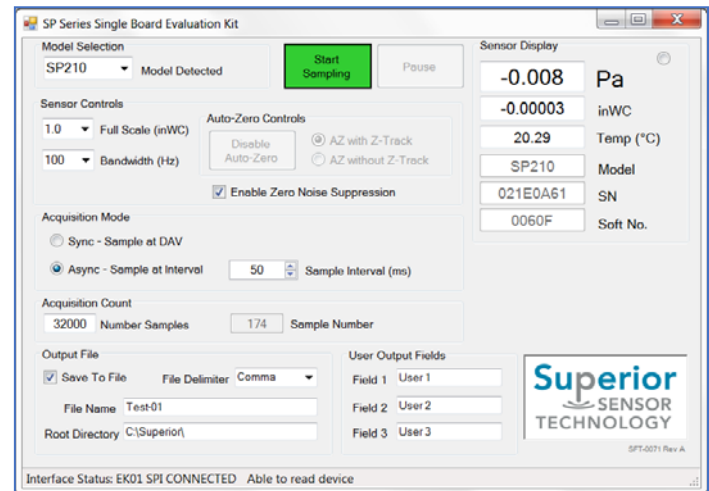 SP Series Single Board Evaluation Kit
Model Selection
SP210 Model Detected
Start Sampling
Pause
Sensor Controls
1.0 Full Scale (inWC)
100 Bandwidth (Hz)
Auto-Zero Controls
Disable Auto-Zero
AZ with Z-Track
AZ without Z-Track
Enable Zero Noise Suppression
Acquisition Mode
Sync - Sample at DAV
Async - Sample at Interval 50 Sample Interval (ms)
Acquisition Count
32000 Number Samples 174 Sample Number
Output File
Save To File File Delimiter Comma
File Name Test-01
Root Directory C:\Superior\
User Output Fields
Field 1 User 1
Field 2 User 2
Field 3 User 3
Sensor Display
-0.008 Pa
-0.00003 inWC
20.29 Temp (°C)
SP210 Model
021E0A61 SN
0060F Soft No.
Superior
SENSOR
TECHNOLOGY
SFT-0071 Rev A
Interface Status: EK01 SPI CONNECTED Able to read device